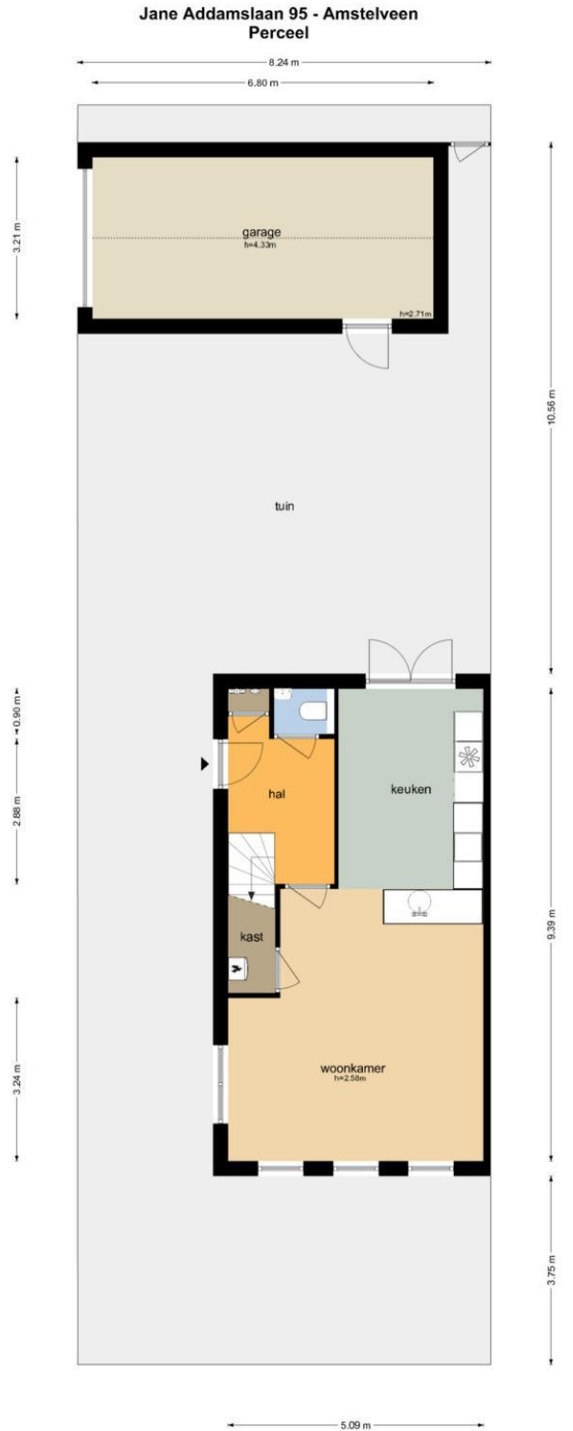 Jane Addamslaan 95 - Amstelveen
Perceel
8.24 m
6.80 m
3.21 m
garage
h=4.33m
h=2.71m
10.56 m
tuin
0.90 m
2.88 m
hal
keuken
kast
9.39 m
3.24 m
woonkamer
h=2.56m
3.75 m
5.09 m